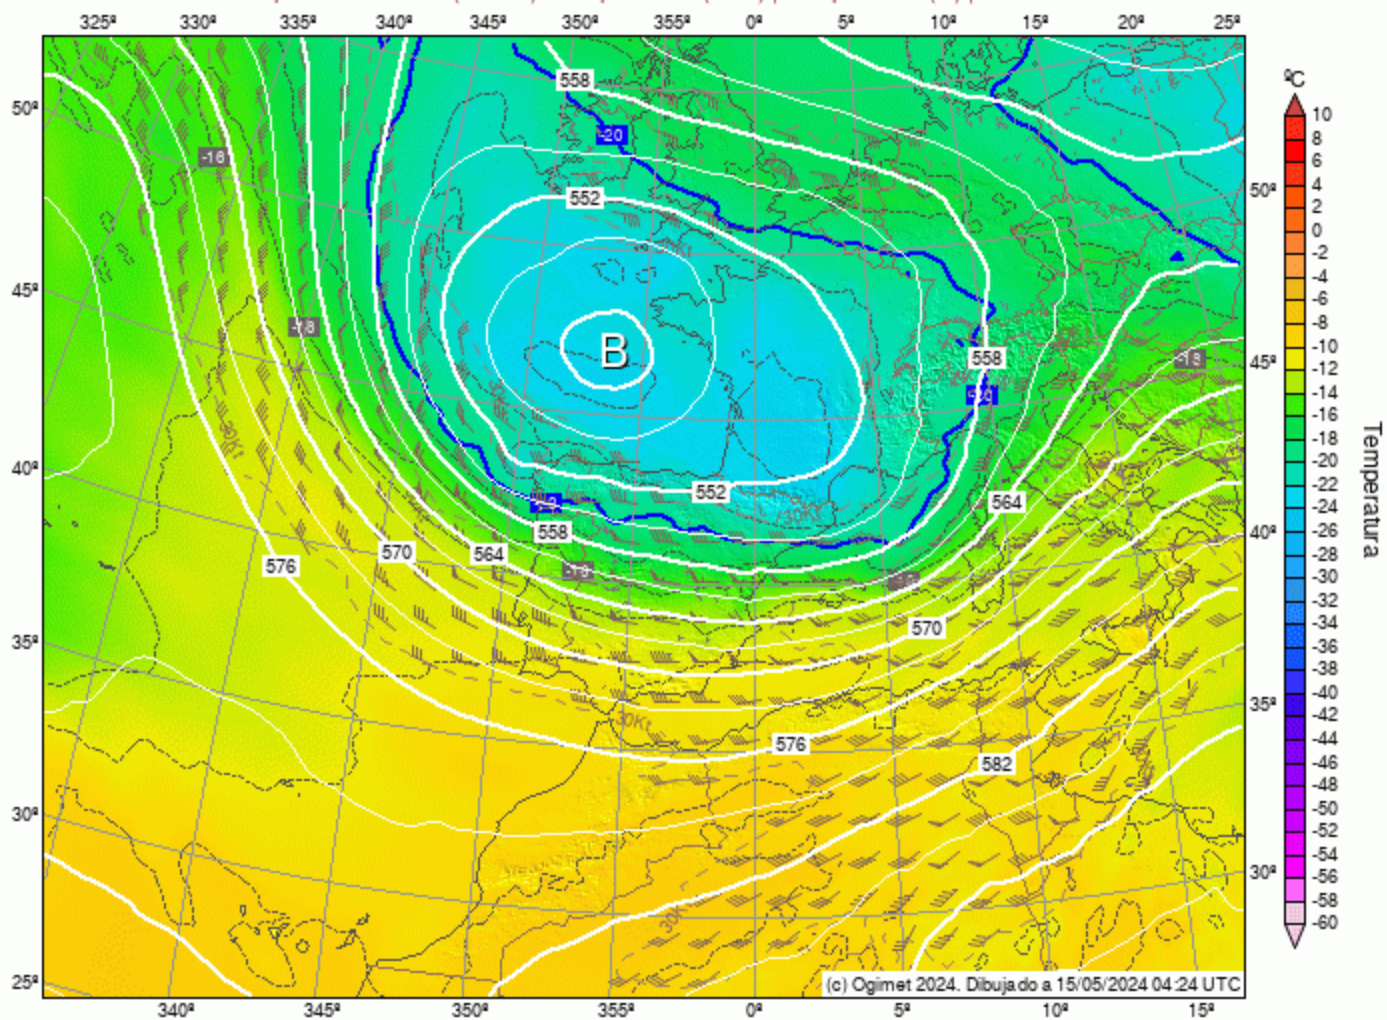 325º 330º 335º 340º 345º 350º 355º 0º 5º 10º 15º 20º 25º
ºC
50º 558 10
8
-20
-16 6
552 50º 4
2
0
-2
45º -4
-18 -6
B 558 -18 45º -8
-10
-12
30Kt -14
40º 552 -16
-18
564 -20
30Kt
558 40º -22
570 564 -24
576 -26
-28
-30
570 -32
35º -34
-36
-38
35º -40
30Kt -42
576 -44
582 -46
30º -48
-50
-52
30º -54
-56
-58
-60
Temperatura
25º (c) Ogimet 2024. Dibujado a 15/05/2024 04:24 UTC
340º 345º 350º 355º 0º 5º 10º 15º